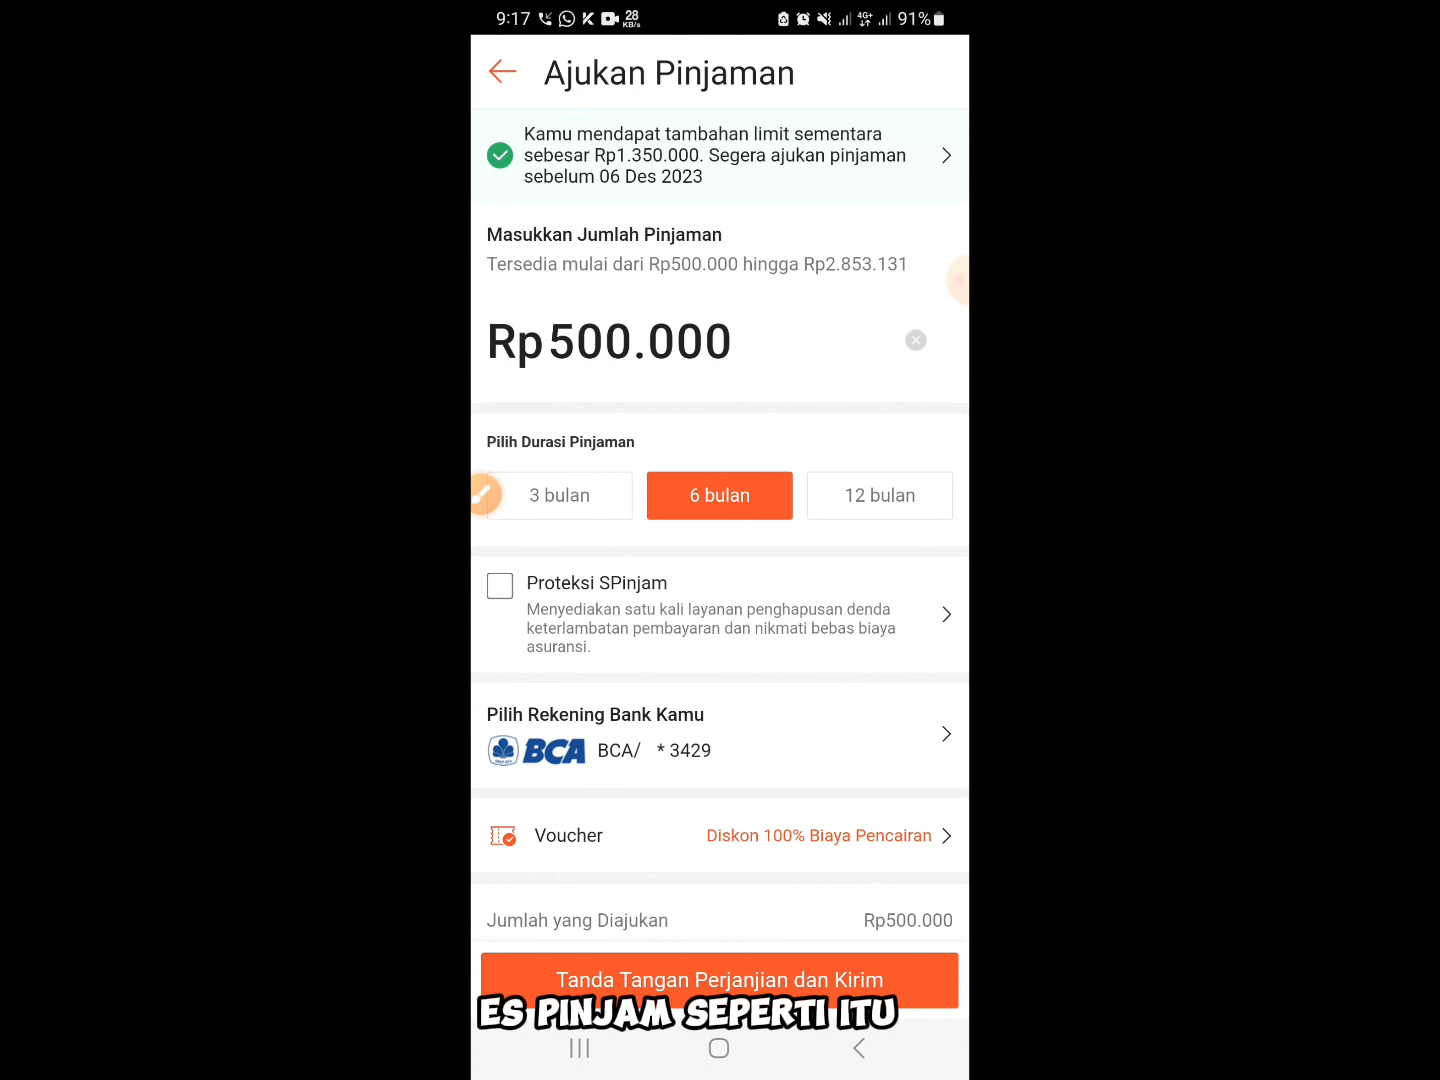 9:17 28 KB/s 4G+ 91%
Ajukan Pinjaman
Kamu mendapat tambahan limit sementara
sebesar Rp1.350.000. Segera ajukan pinjaman
sebelum 06 Des 2023
Masukkan Jumlah Pinjaman
Tersedia mulai dari Rp500.000 hingga Rp2.853.131
Rp500.000
Pilih Durasi Pinjaman
3 bulan 6 bulan 12 bulan
Proteksi SPinjam
Menyediakan satu kali layanan penghapusan denda
keterlambatan pembayaran dan nikmati bebas biaya
asuransi.
Pilih Rekening Bank Kamu
BCA BCA/ * 3429
Voucher Diskon 100% Biaya Pencairan
Jumlah yang Diajukan Rp500.000
Tanda Tangan Perjanjian dan Kirim
ES PINJAM SEPERTI ITU